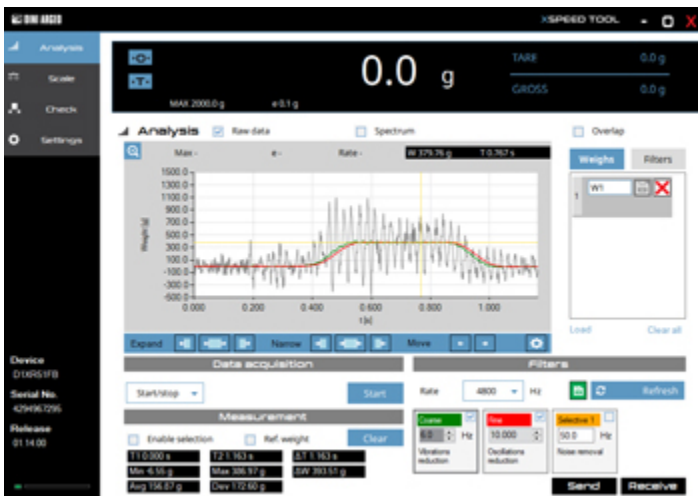 DINI ARGEO
XSPEED TOOL
Analysis
Scale
Check
Settings
0.0 g
MAX 2000.0 g
e 0.1 g
TARE 0.0 g
GROSS 0.0 g
Analysis
Raw data
Spectrum
Overlap
Max -
e -
Rate -
W 379.76 g
T 0.767 s
Weighs
Filters
1
W1
Weight [g]
1500.0
1300.0
1100.0
900.0
700.0
500.0
300.0
100.0
-100.0
-300.0
-500.0
0.000
0.200
0.400
0.600
0.800
1.000
t [s]
Load
Clear all
Expand
Narrow
Move
Data acquisition
Filters
Start/stop
Start
Rate
4800
Hz
Refresh
Measurement
Enable selection
Ref. weight
Clear
T1 0.000 s
T2 1.163 s
ΔT 1.163 s
Min -6.55 g
Max 386.97 g
ΔW 393.51 g
Avg 156.87 g
Dev 172.60 g
Coarse
6.0
Hz
Vibrations reduction
Fine
10.000
Oscillations reduction
Selective 1
50.0
Hz
Noise removal
Device
D1XRS1FB
Serial No.
4294967295
Release
01.14.00
Send
Receive